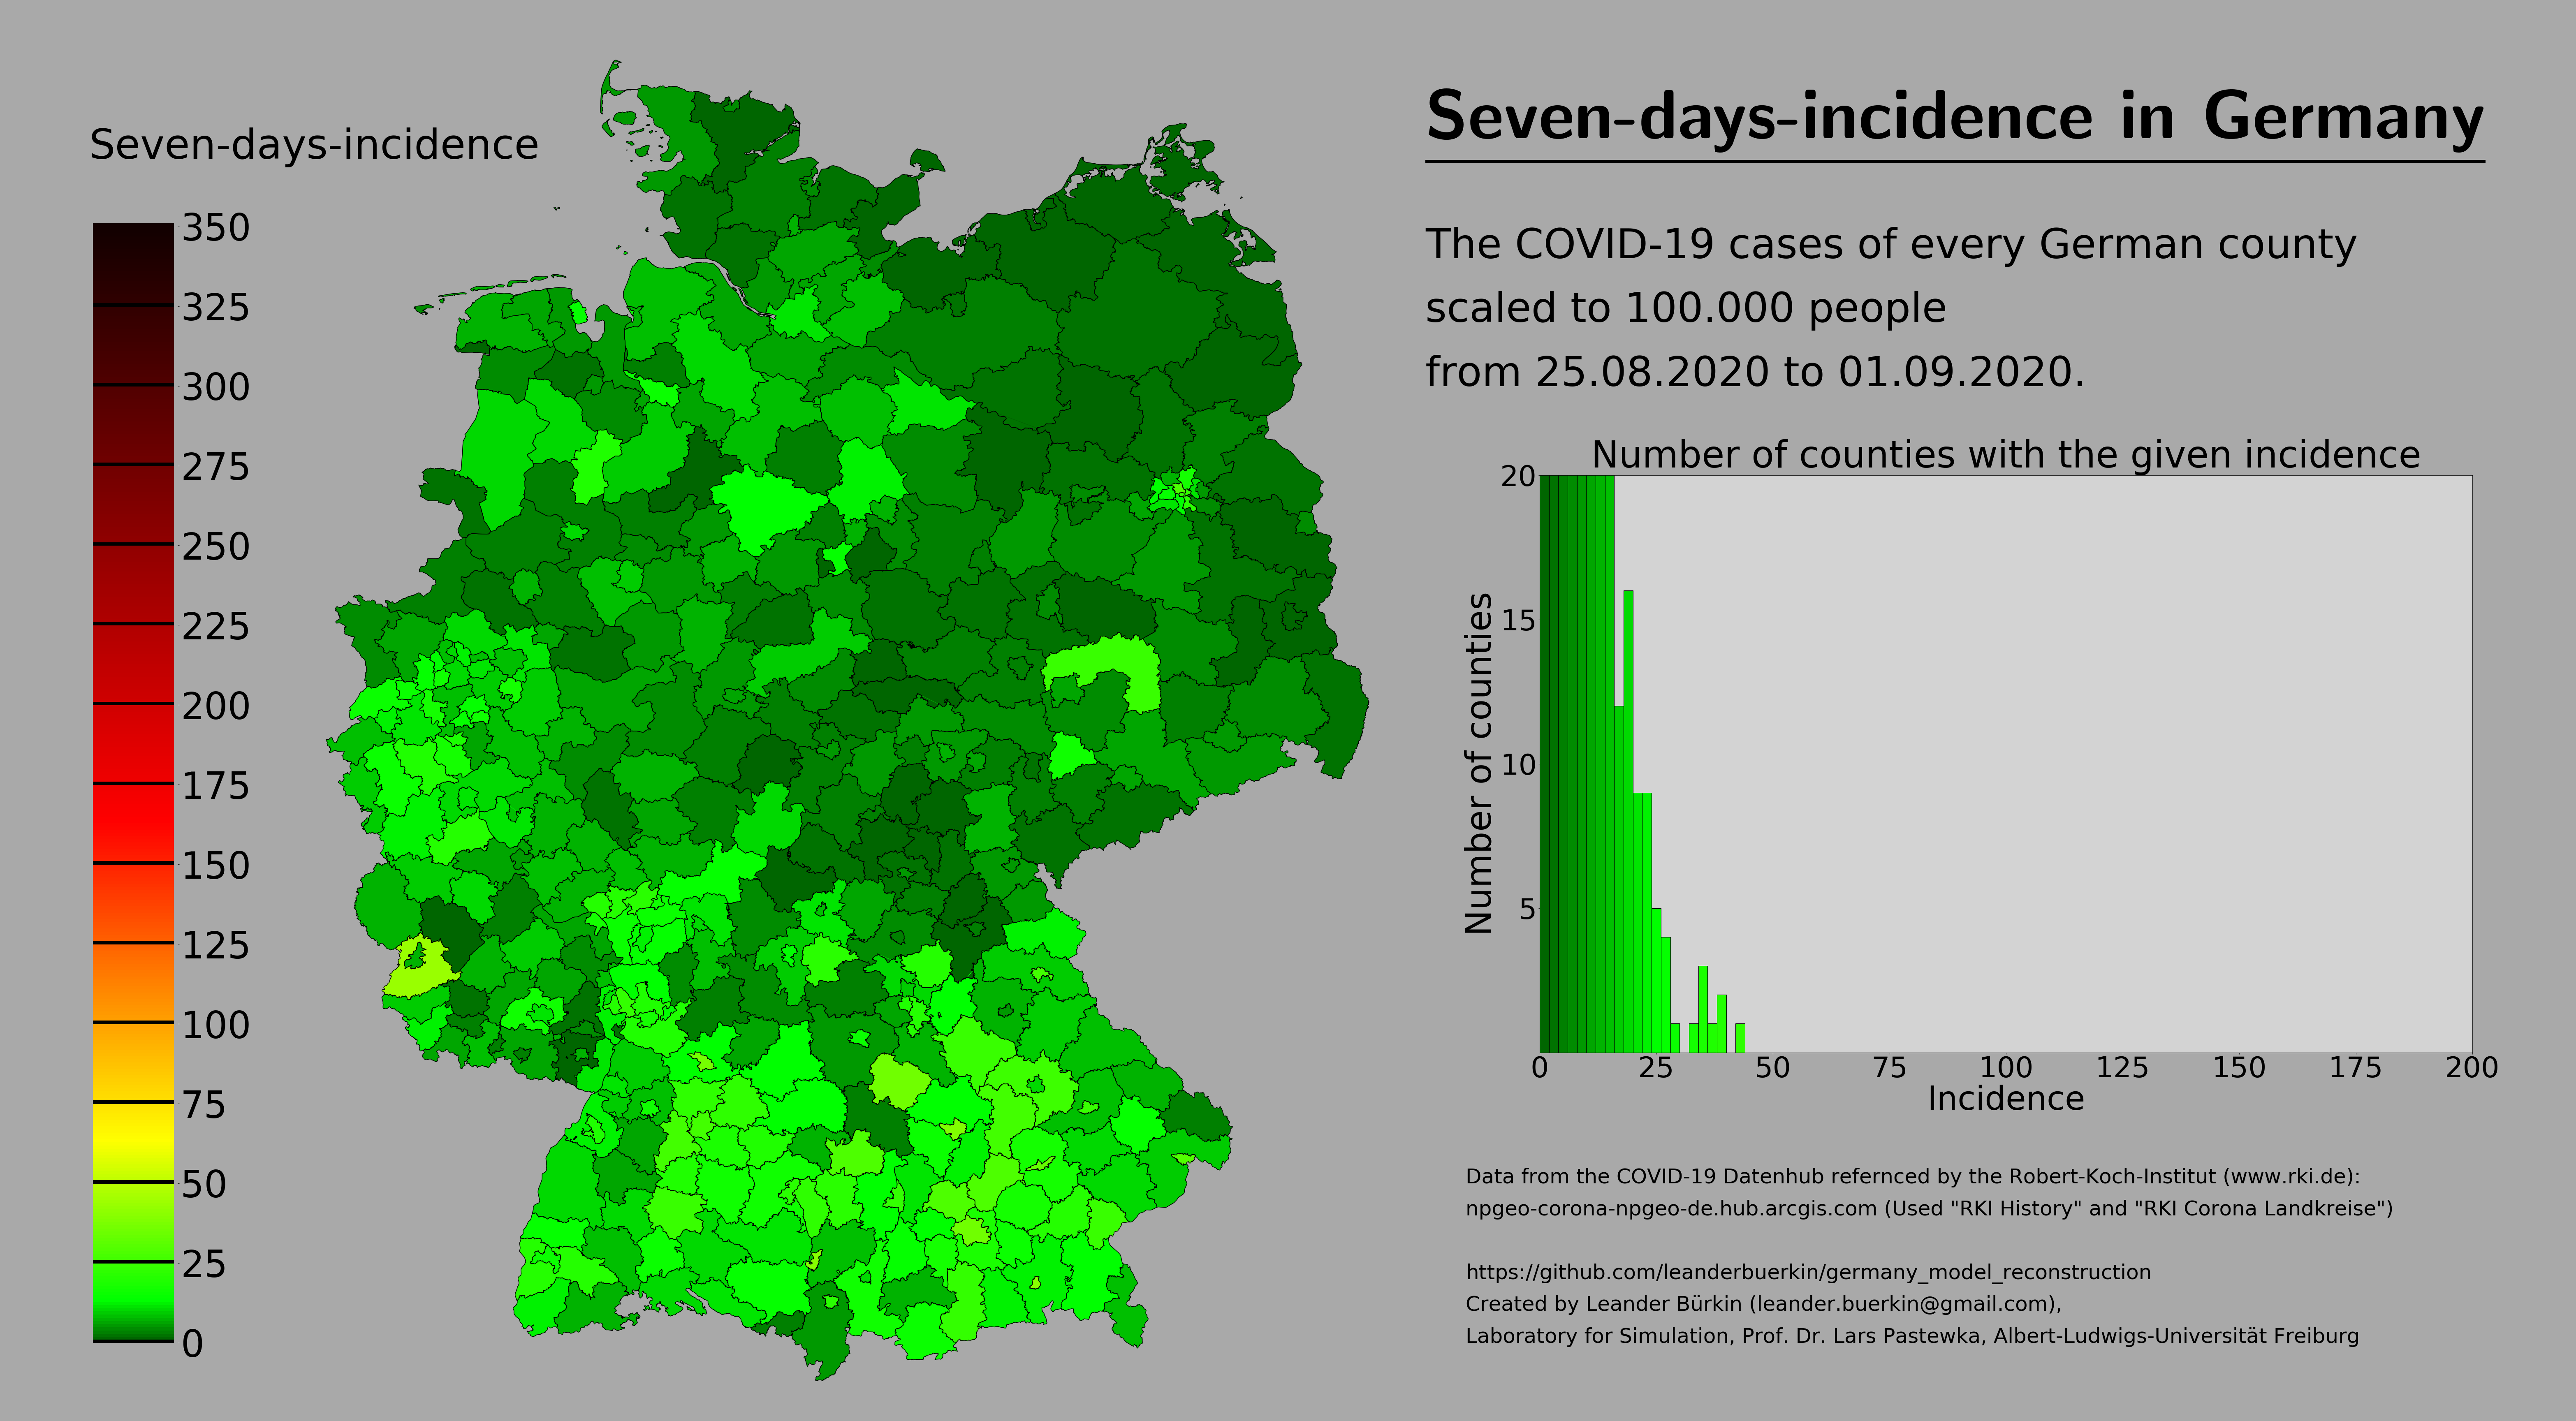 Seven-days-incidence in Germany
Seven-days-incidence
The COVID-19 cases of every German county
scaled to 100.000 people
from 25.08.2020 to 01.09.2020.
350
325
300
275
250
225
200
175
150
125
100
75
50
25
0
Number of counties with the given incidence
Number of counties
20
15
10
5
0 25 50 75 100 125 150 175 200
Incidence
Data from the COVID-19 Datenhub refernced by the Robert-Koch-Institut (www.rki.de):
npgeo-corona-npgeo-de.hub.arcgis.com (Used "RKI History" and "RKI Corona Landkreise")
https://github.com/leanderbuerkin/germany_model_reconstruction
Created by Leander Bürkin (leander.buerkin@gmail.com),
Laboratory for Simulation, Prof. Dr. Lars Pastewka, Albert-Ludwigs-Universität Freiburg